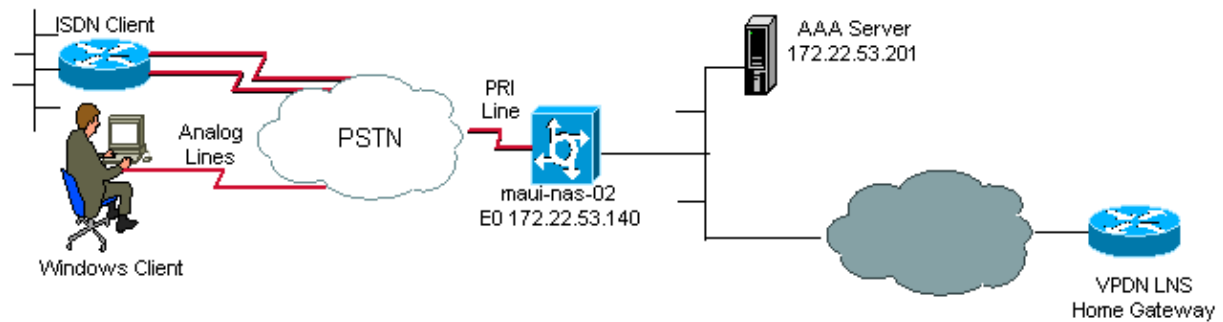 ISDN Client
AAA Server
172.22.53.201
PRI
Line
Analog
Lines
PSTN
maui-nas-02
E0 172.22.53.140
Windows Client
VPDN LNS
Home Gateway